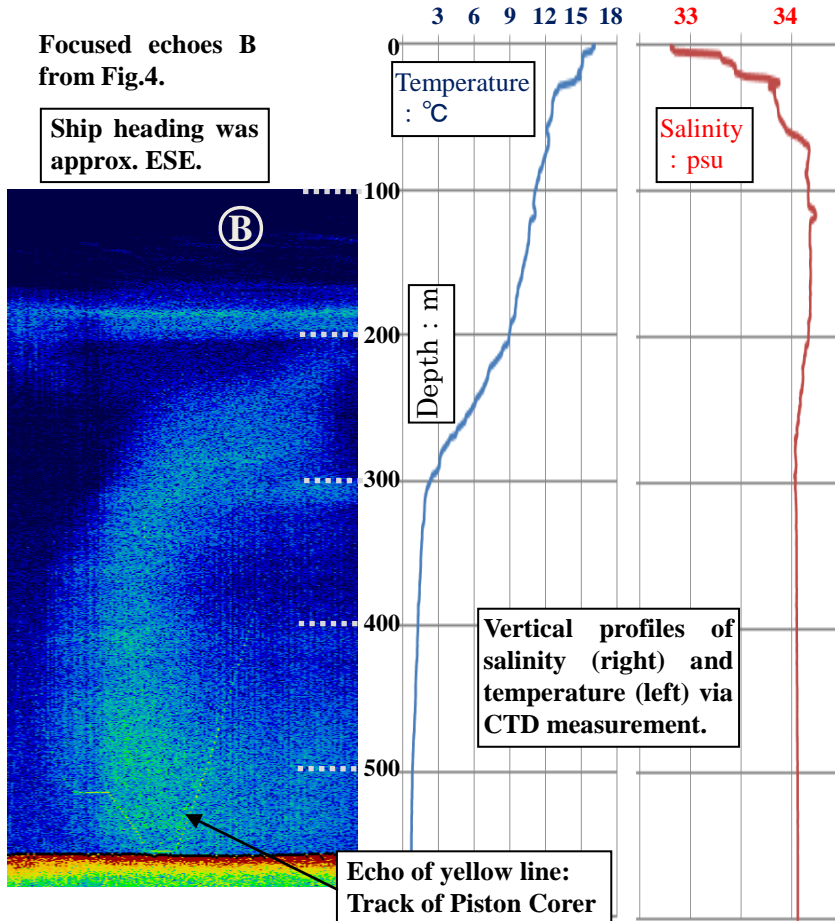 Focused echoes B
from Fig.4.
Ship heading was
approx. ESE.
B
3 6 9 12 15 18
33 34
0
100
200
300
400
500
Temperature
: ℃
Salinity
: psu
Depth : m
Vertical profiles of
salinity (right) and
temperature (left) via
CTD measurement.
Echo of yellow line:
Track of Piston Corer